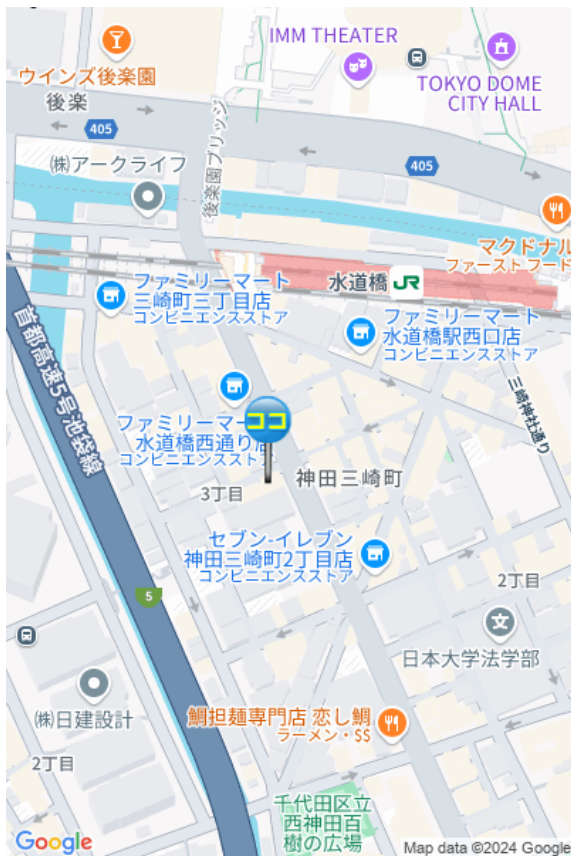 IMM THEATER
ウインズ後楽園
後楽
TOKYO DOME
CITY HALL
405
405
(株)アークライフ
後楽園ブリッジ
マクドナル
ファーストフード
水道橋 JR
ファミリーマート
三崎町三丁目店
コンビニエンスストア
ファミリーマート
水道橋駅西口店
コンビニエンスストア
首都高速5号池袋線
三崎神社通り
ファミリーマー
水道橋西通り店
コンビニエンススト
ココ
3丁目
神田三崎町
セブン-イレブン
神田三崎町2丁目店
コンビニエンスストア
2丁目
5
文
日本大学法学部
(株)日建設計
鯛担麺専門店 恋し鯛
ラーメン・$$
2丁目
千代田区立
西神田百
樹の広場
Google
Map data ©2024 Google